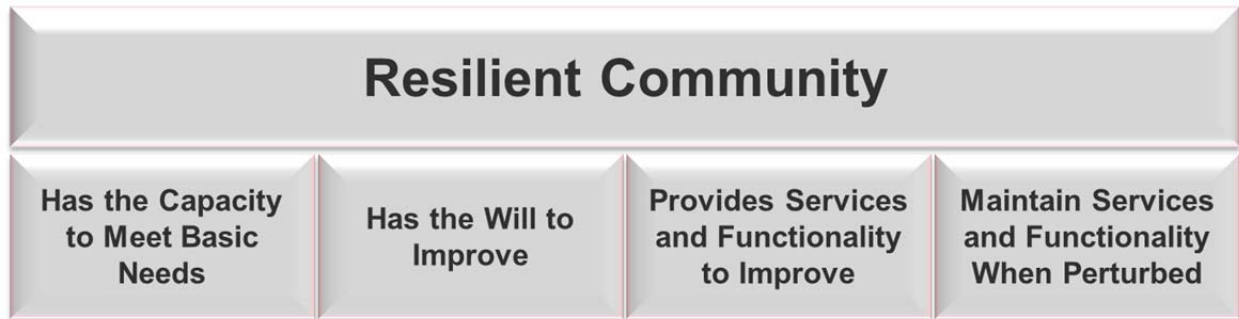 Resilient Community
Has the Capacity
to Meet Basic
Needs
Has the Will to
Improve
Provides Services
and Functionality
to Improve
Maintain Services
and Functionality
When Perturbed